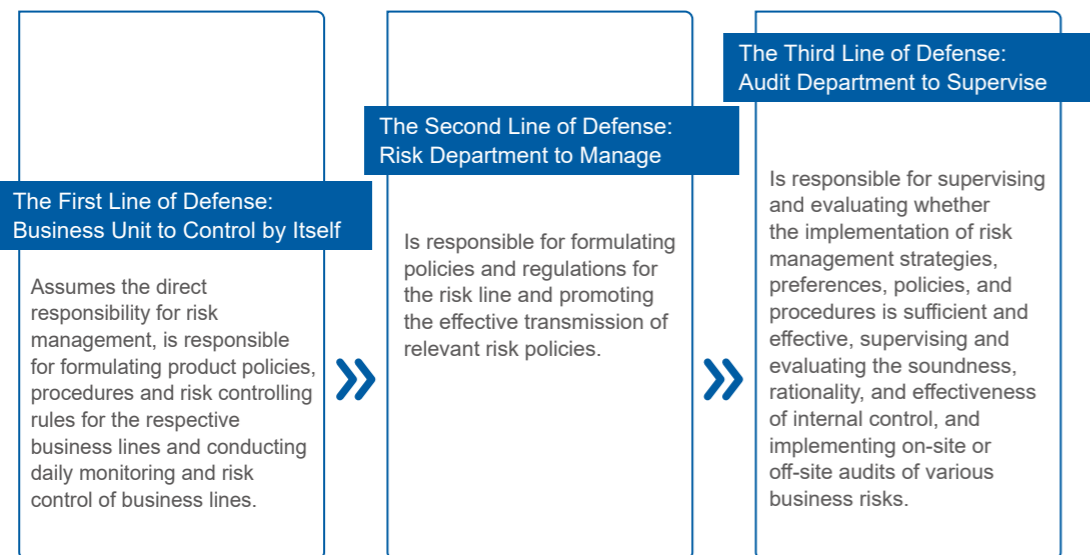 The First Line of Defense:
Business Unit to Control by Itself
Assumes the direct
responsibility for risk
management, is responsible
for formulating product policies,
procedures and risk controlling
rules for the respective
business lines and conducting
daily monitoring and risk
control of business lines.
The Second Line of Defense:
Risk Department to Manage
Is responsible for formulating
policies and regulations for
the risk line and promoting
the effective transmission of
relevant risk policies.
The Third Line of Defense:
Audit Department to Supervise
Is responsible for supervising
and evaluating whether
the implementation of risk
management strategies,
preferences, policies, and
procedures is sufficient and
effective, supervising and
evaluating the soundness,
rationality, and effectiveness
of internal control, and
implementing on-site or
off-site audits of various
business risks.